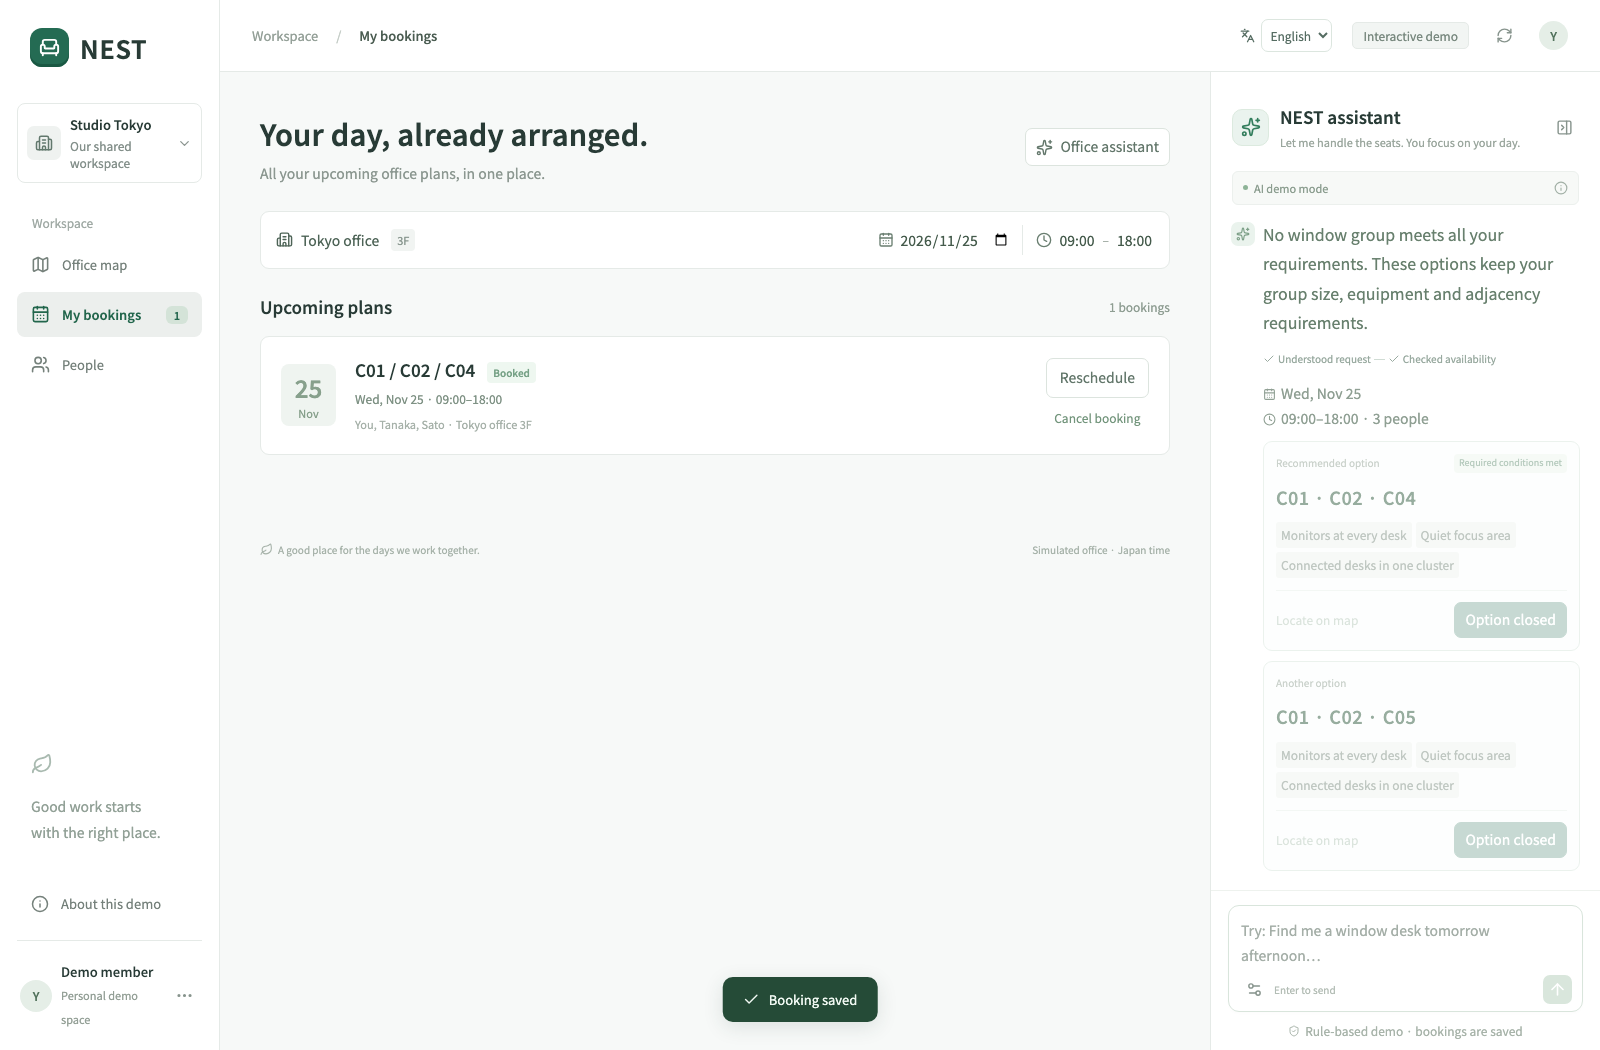 NEST
Studio Tokyo
Our shared
workspace
Workspace
Office map
My bookings 1
People
Good work starts
with the right place.
About this demo
Y
Demo member
Personal demo
space
Workspace / My bookings
English
Interactive demo
Y
Your day, already arranged.
All your upcoming office plans, in one place.
Office assistant
Tokyo office 3F
2026/11/25
09:00 – 18:00
Upcoming plans
1 bookings
25
Nov
C01 / C02 / C04 Booked
Wed, Nov 25 · 09:00–18:00
You, Tanaka, Sato · Tokyo office 3F
Reschedule
Cancel booking
A good place for the days we work together.
Simulated office · Japan time
Booking saved
NEST assistant
Let me handle the seats. You focus on your day.
AI demo mode
No window group meets all your
requirements. These options keep your
group size, equipment and adjacency
requirements.
Understood request — Checked availability
Wed, Nov 25
09:00–18:00 · 3 people
Recommended option
Required conditions met
C01 · C02 · C04
Monitors at every desk Quiet focus area
Connected desks in one cluster
Locate on map
Option closed
Another option
C01 · C02 · C05
Monitors at every desk Quiet focus area
Connected desks in one cluster
Locate on map
Option closed
Try: Find me a window desk tomorrow
afternoon…
Enter to send
Rule-based demo · bookings are saved